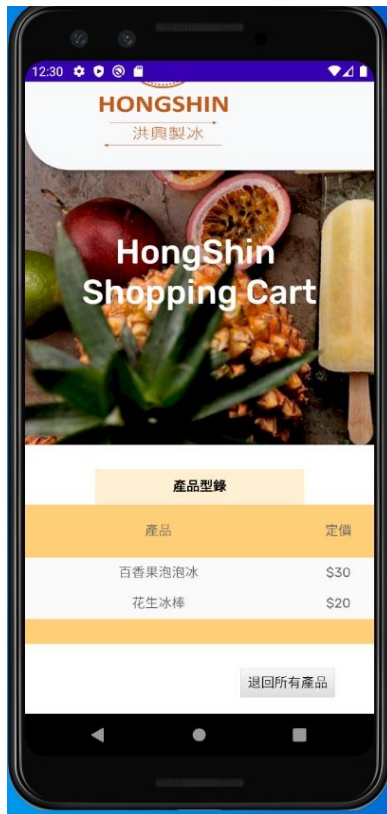 12:30
HONGSHIN
洪興製冰
HongShin
Shopping Cart
產品型錄
產品 定價
百香果泡泡冰 $30
花生冰棒 $20
退回所有產品